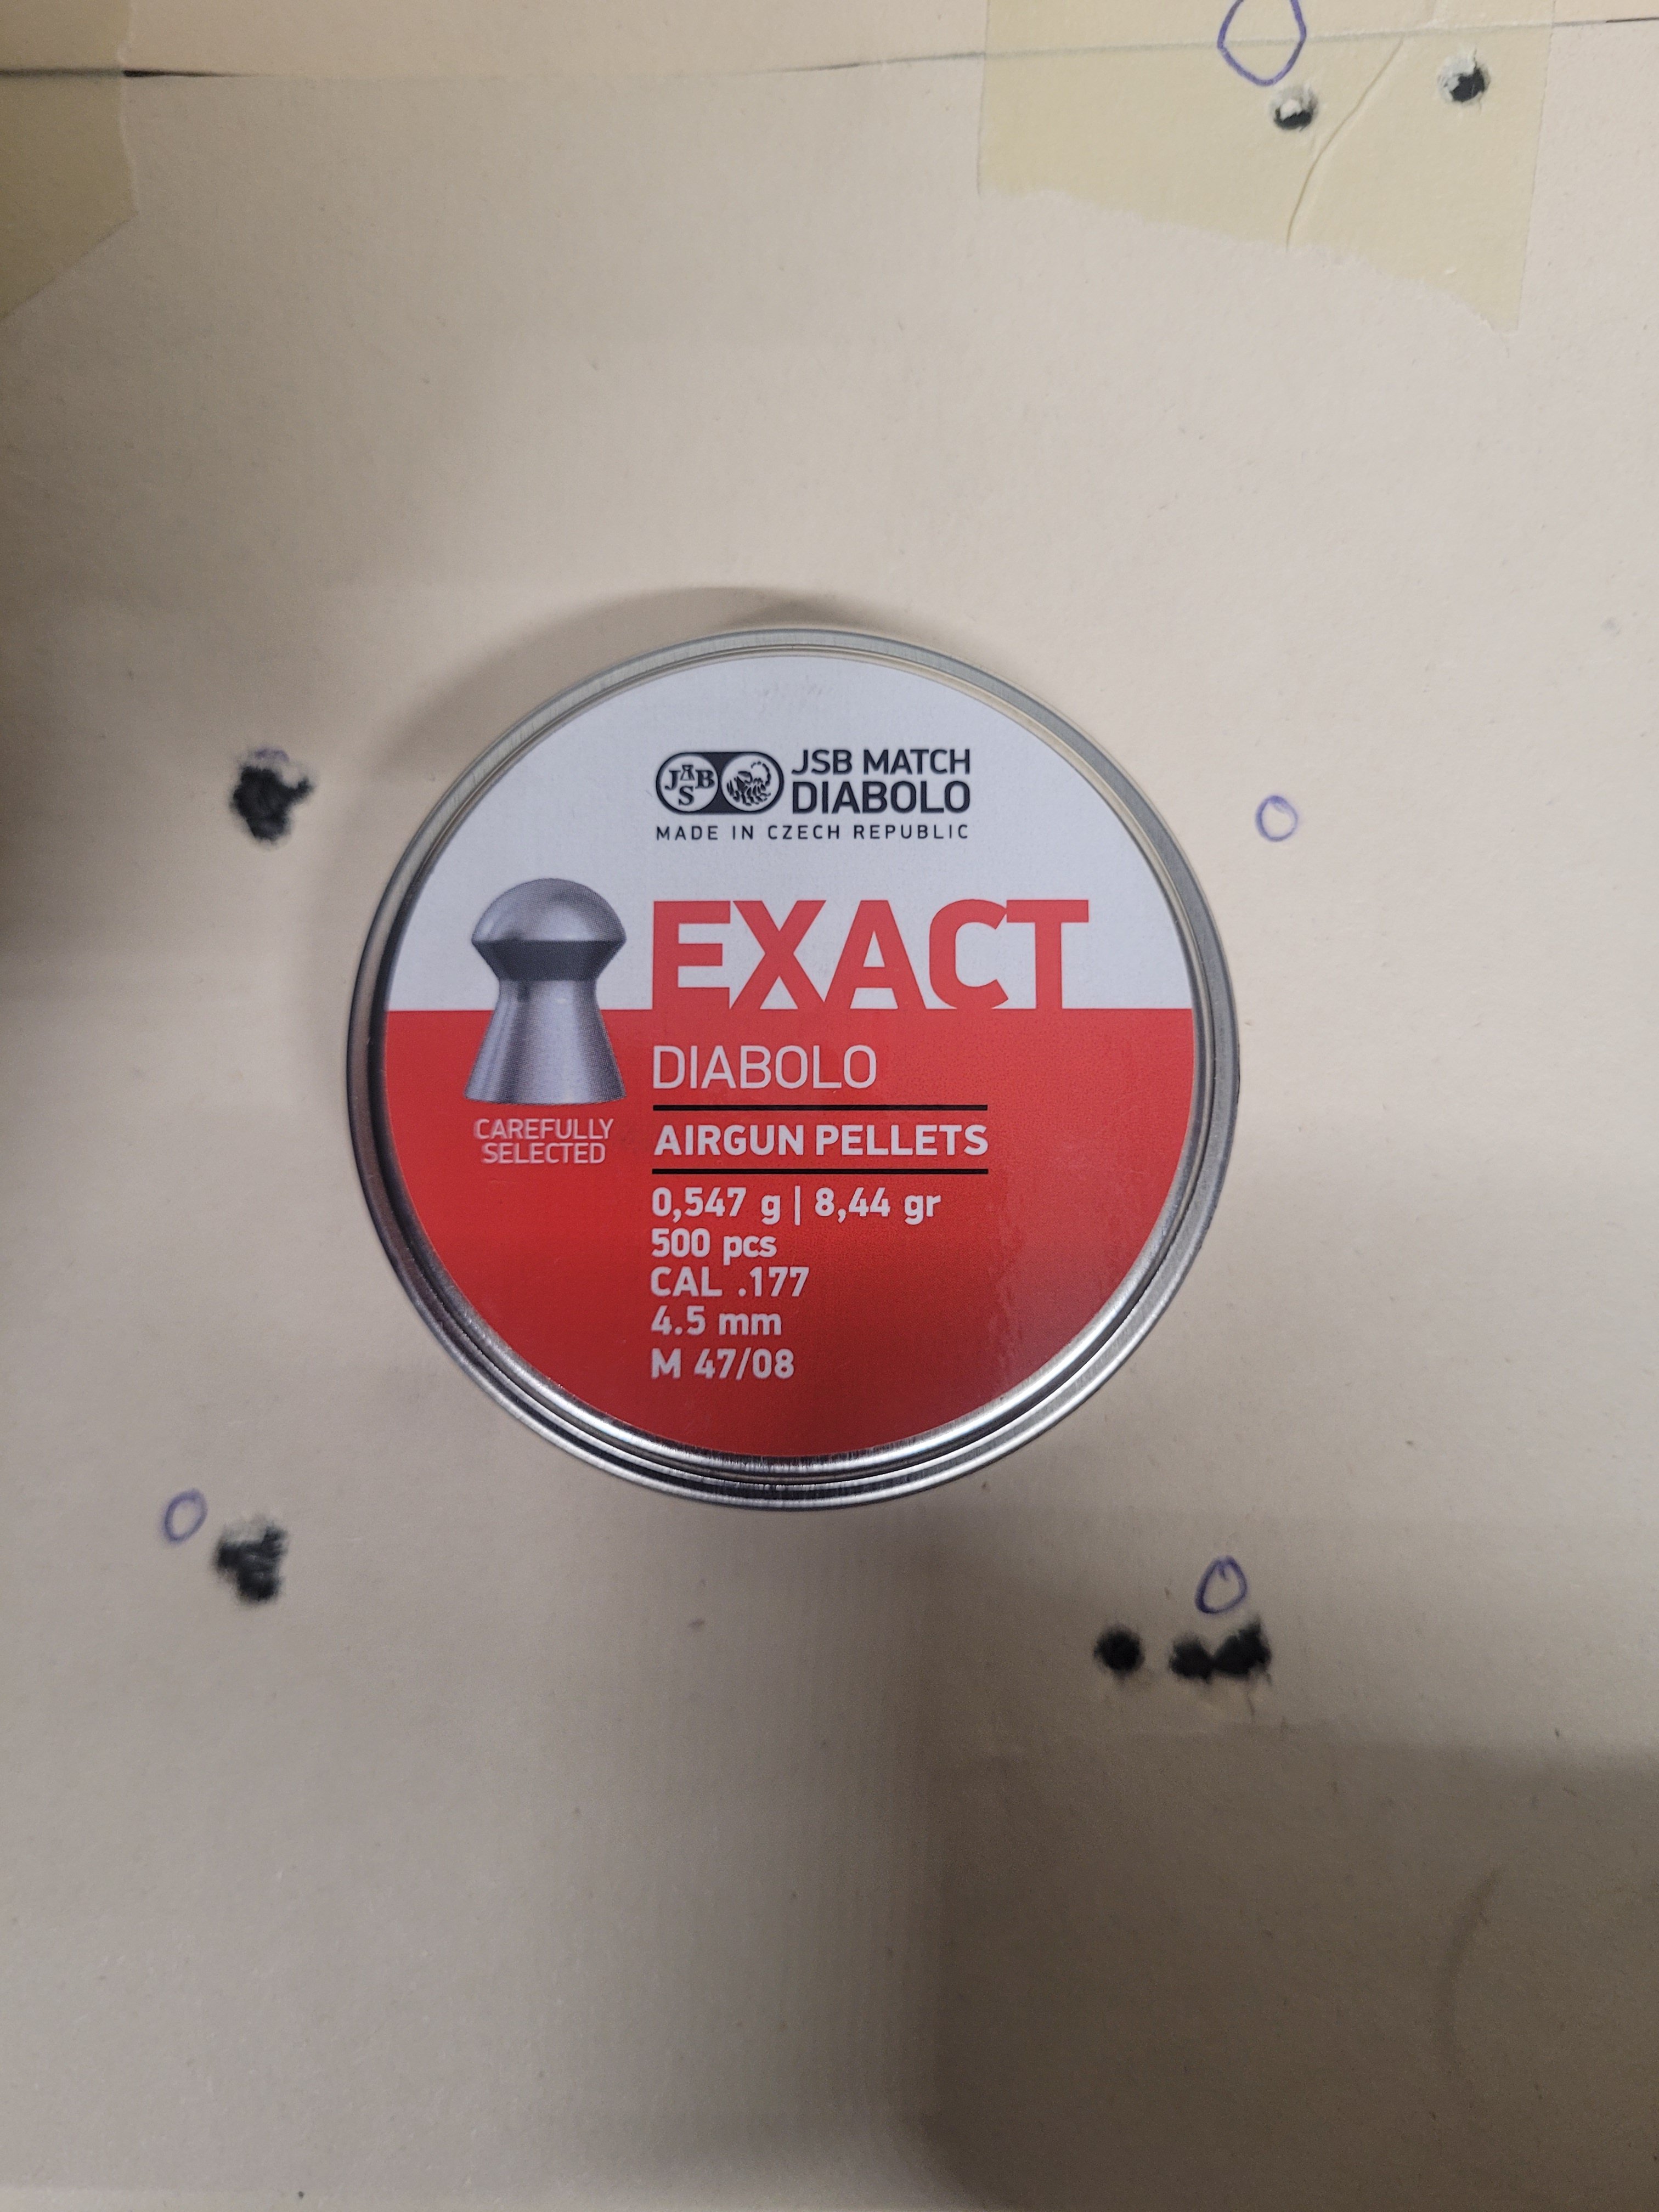 JSB JSB MATCH
DIABOLO
MADE IN CZECH REPUBLIC
EXACT
DIABOLO
AIRGUN PELLETS
CAREFULLY
SELECTED
0,547 g | 8,44 gr
500 pcs
CAL .177
4.5 mm
M 47/08